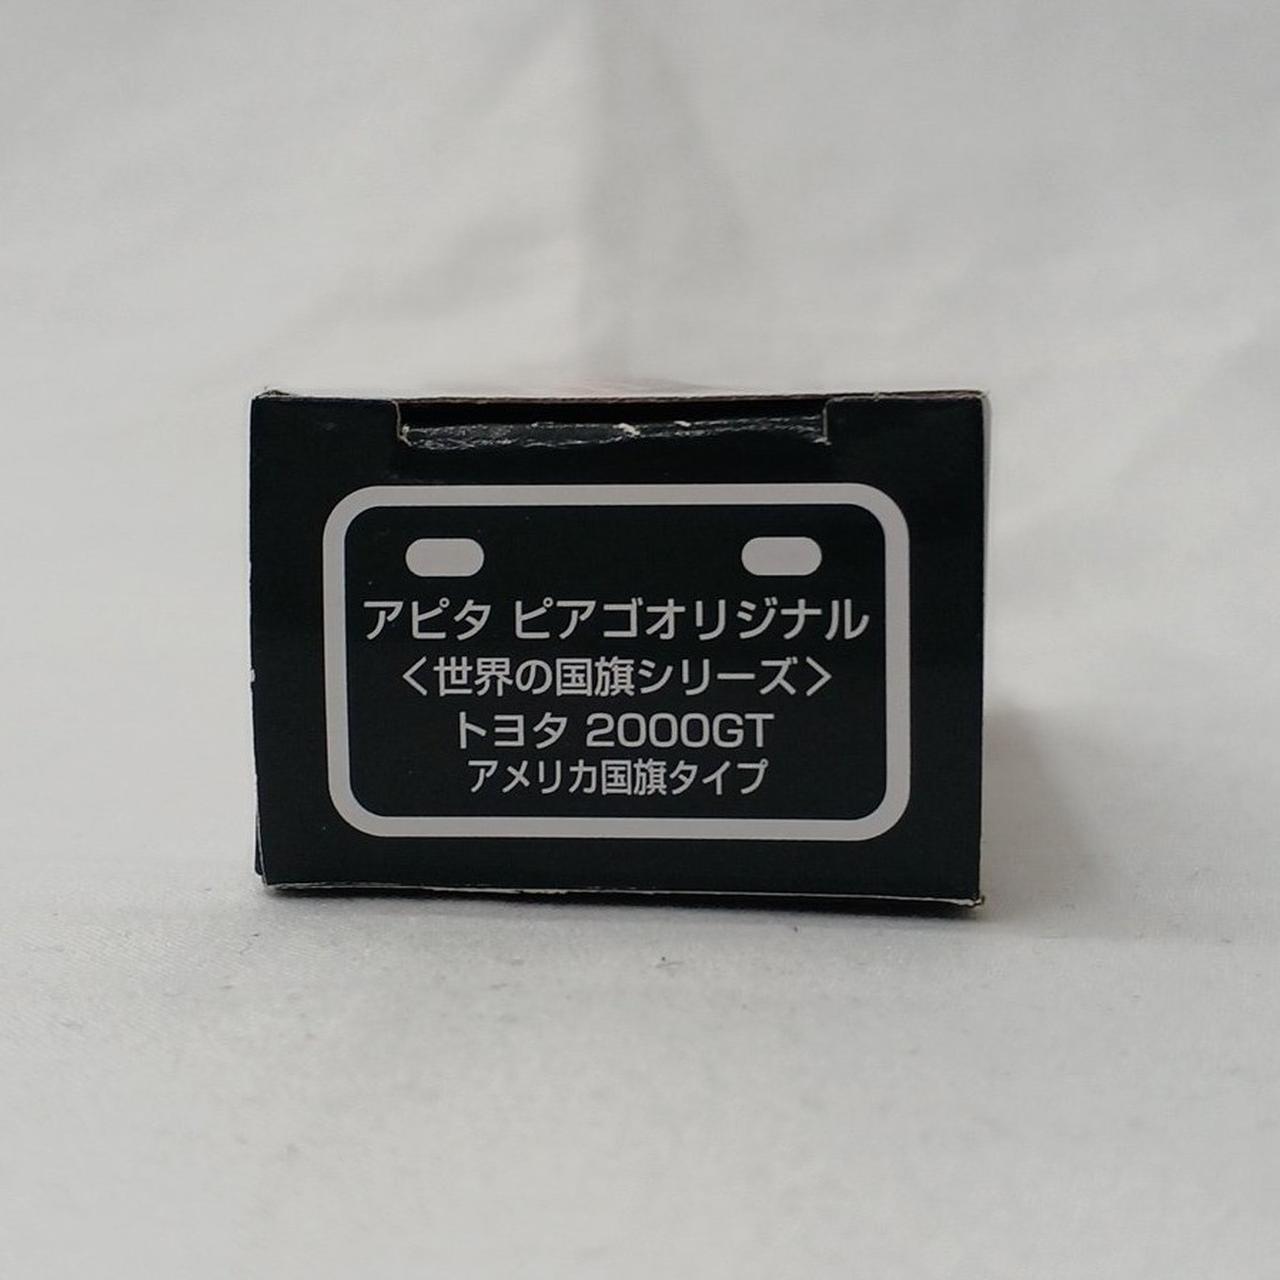 アピタ ピアゴオリジナル
〈世界の国旗シリーズ〉
トヨタ 2000GT
アメリカ国旗タイプ